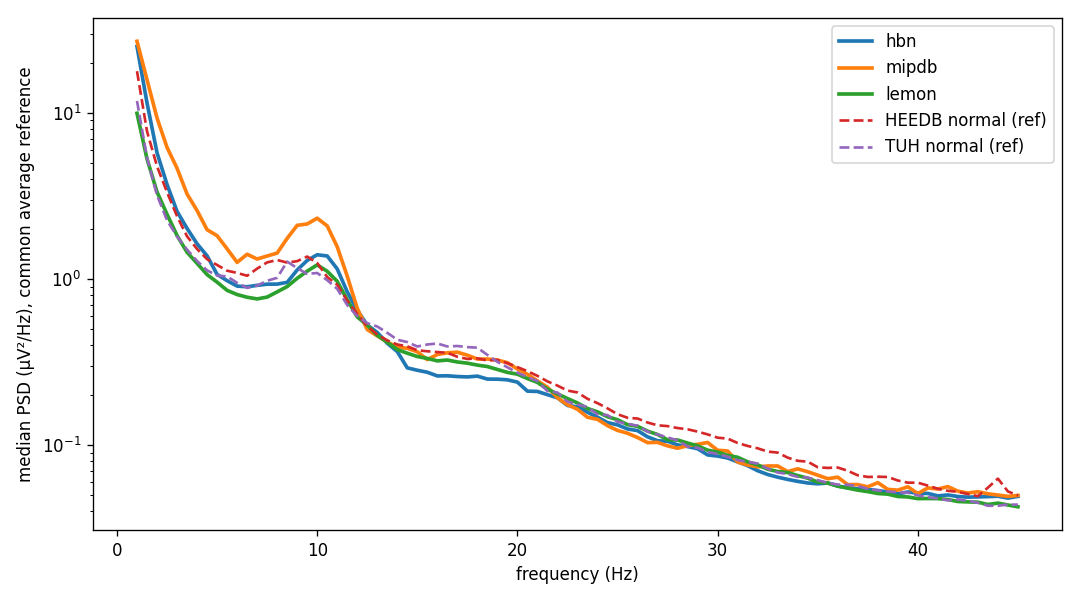 median PSD (µV²/Hz), common average reference
10¹
10⁰
10⁻¹
hbn
mipdb
lemon
HEEDB normal (ref)
TUH normal (ref)
0 10 20 30 40
frequency (Hz)